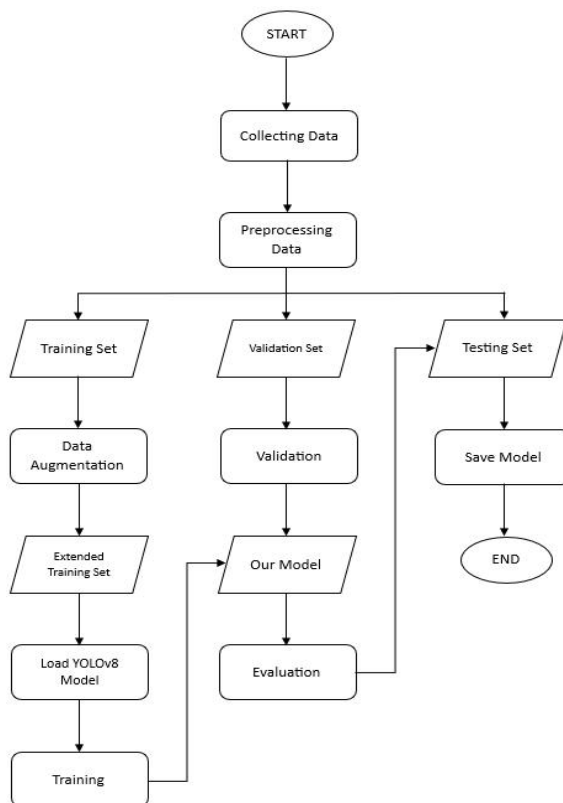 START
Collecting Data
Preprocessing
Data
Training Set
Validation Set
Testing Set
Data
Augmentation
Validation
Save Model
Extended
Training Set
Our Model
END
Load YOLOv8
Model
Evaluation
Training